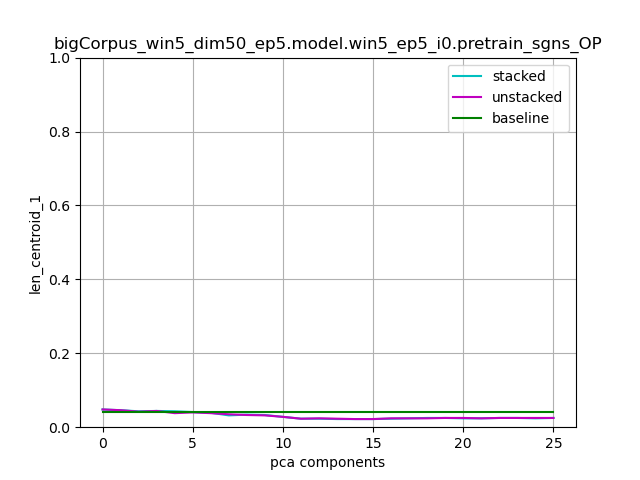 bigCorpus_win5_dim50_ep5.model.win5_ep5_i0.pretrain_sgns_OP
1.0
stacked
unstacked
baseline
0.8
0.6
len_centroid_1
0.4
0.2
0.0
0 5 10 15 20 25
pca components